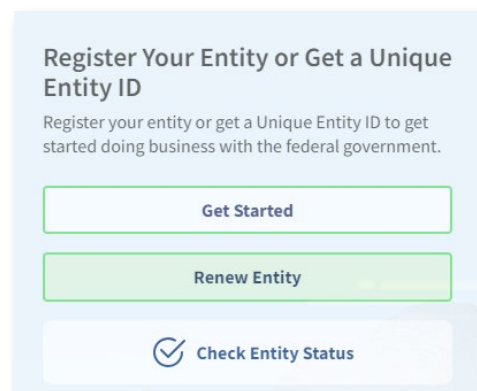 Register Your Entity or Get a Unique
Entity ID
Register your entity or get a Unique Entity ID to get
started doing business with the federal government.
Get Started
Renew Entity
Check Entity Status